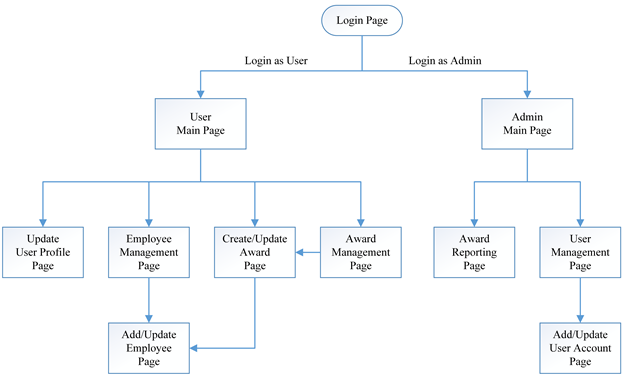 Login Page
Login as User
Login as Admin
User
Main Page
Admin
Main Page
Update
User Profile
Page
Employee
Management
Page
Create/Update
Award
Page
Award
Management
Page
Award
Reporting
Page
User
Management
Page
Add/Update
Employee
Page
Add/Update
User Account
Page